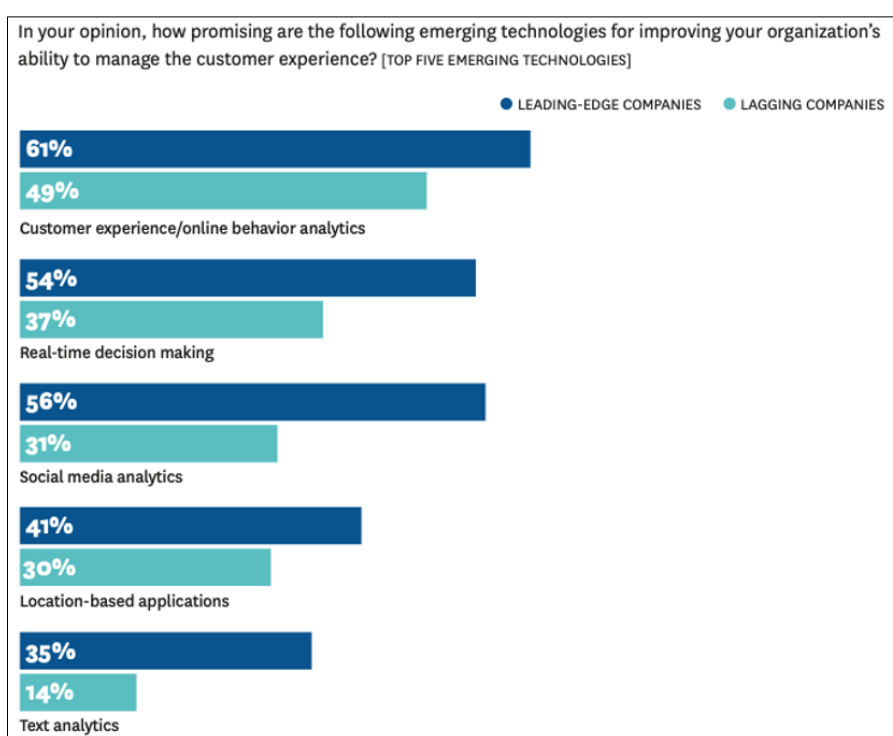 In your opinion, how promising are the following emerging technologies for improving your organization's
ability to manage the customer experience? [TOP FIVE EMERGING TECHNOLOGIES]
LEADING-EDGE COMPANIES LAGGING COMPANIES
61%
49%
Customer experience/online behavior analytics
54%
37%
Real-time decision making
56%
31%
Social media analytics
41%
30%
Location-based applications
35%
14%
Text analytics